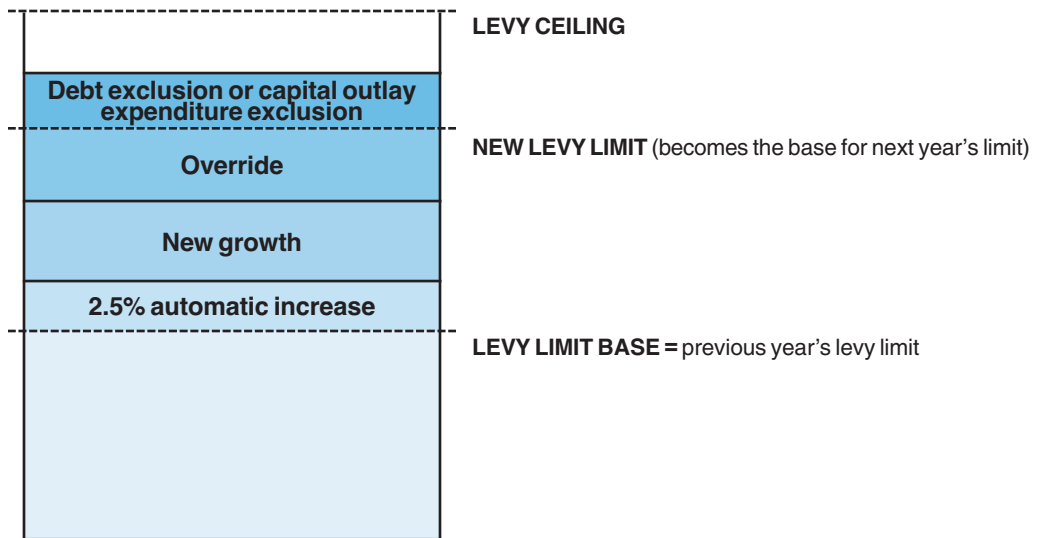 LEVY CEILING
Debt exclusion or capital outlay
expenditure exclusion
NEW LEVY LIMIT (becomes the base for next year’s limit)
Override
New growth
2.5% automatic increase
LEVY LIMIT BASE = previous year’s levy limit